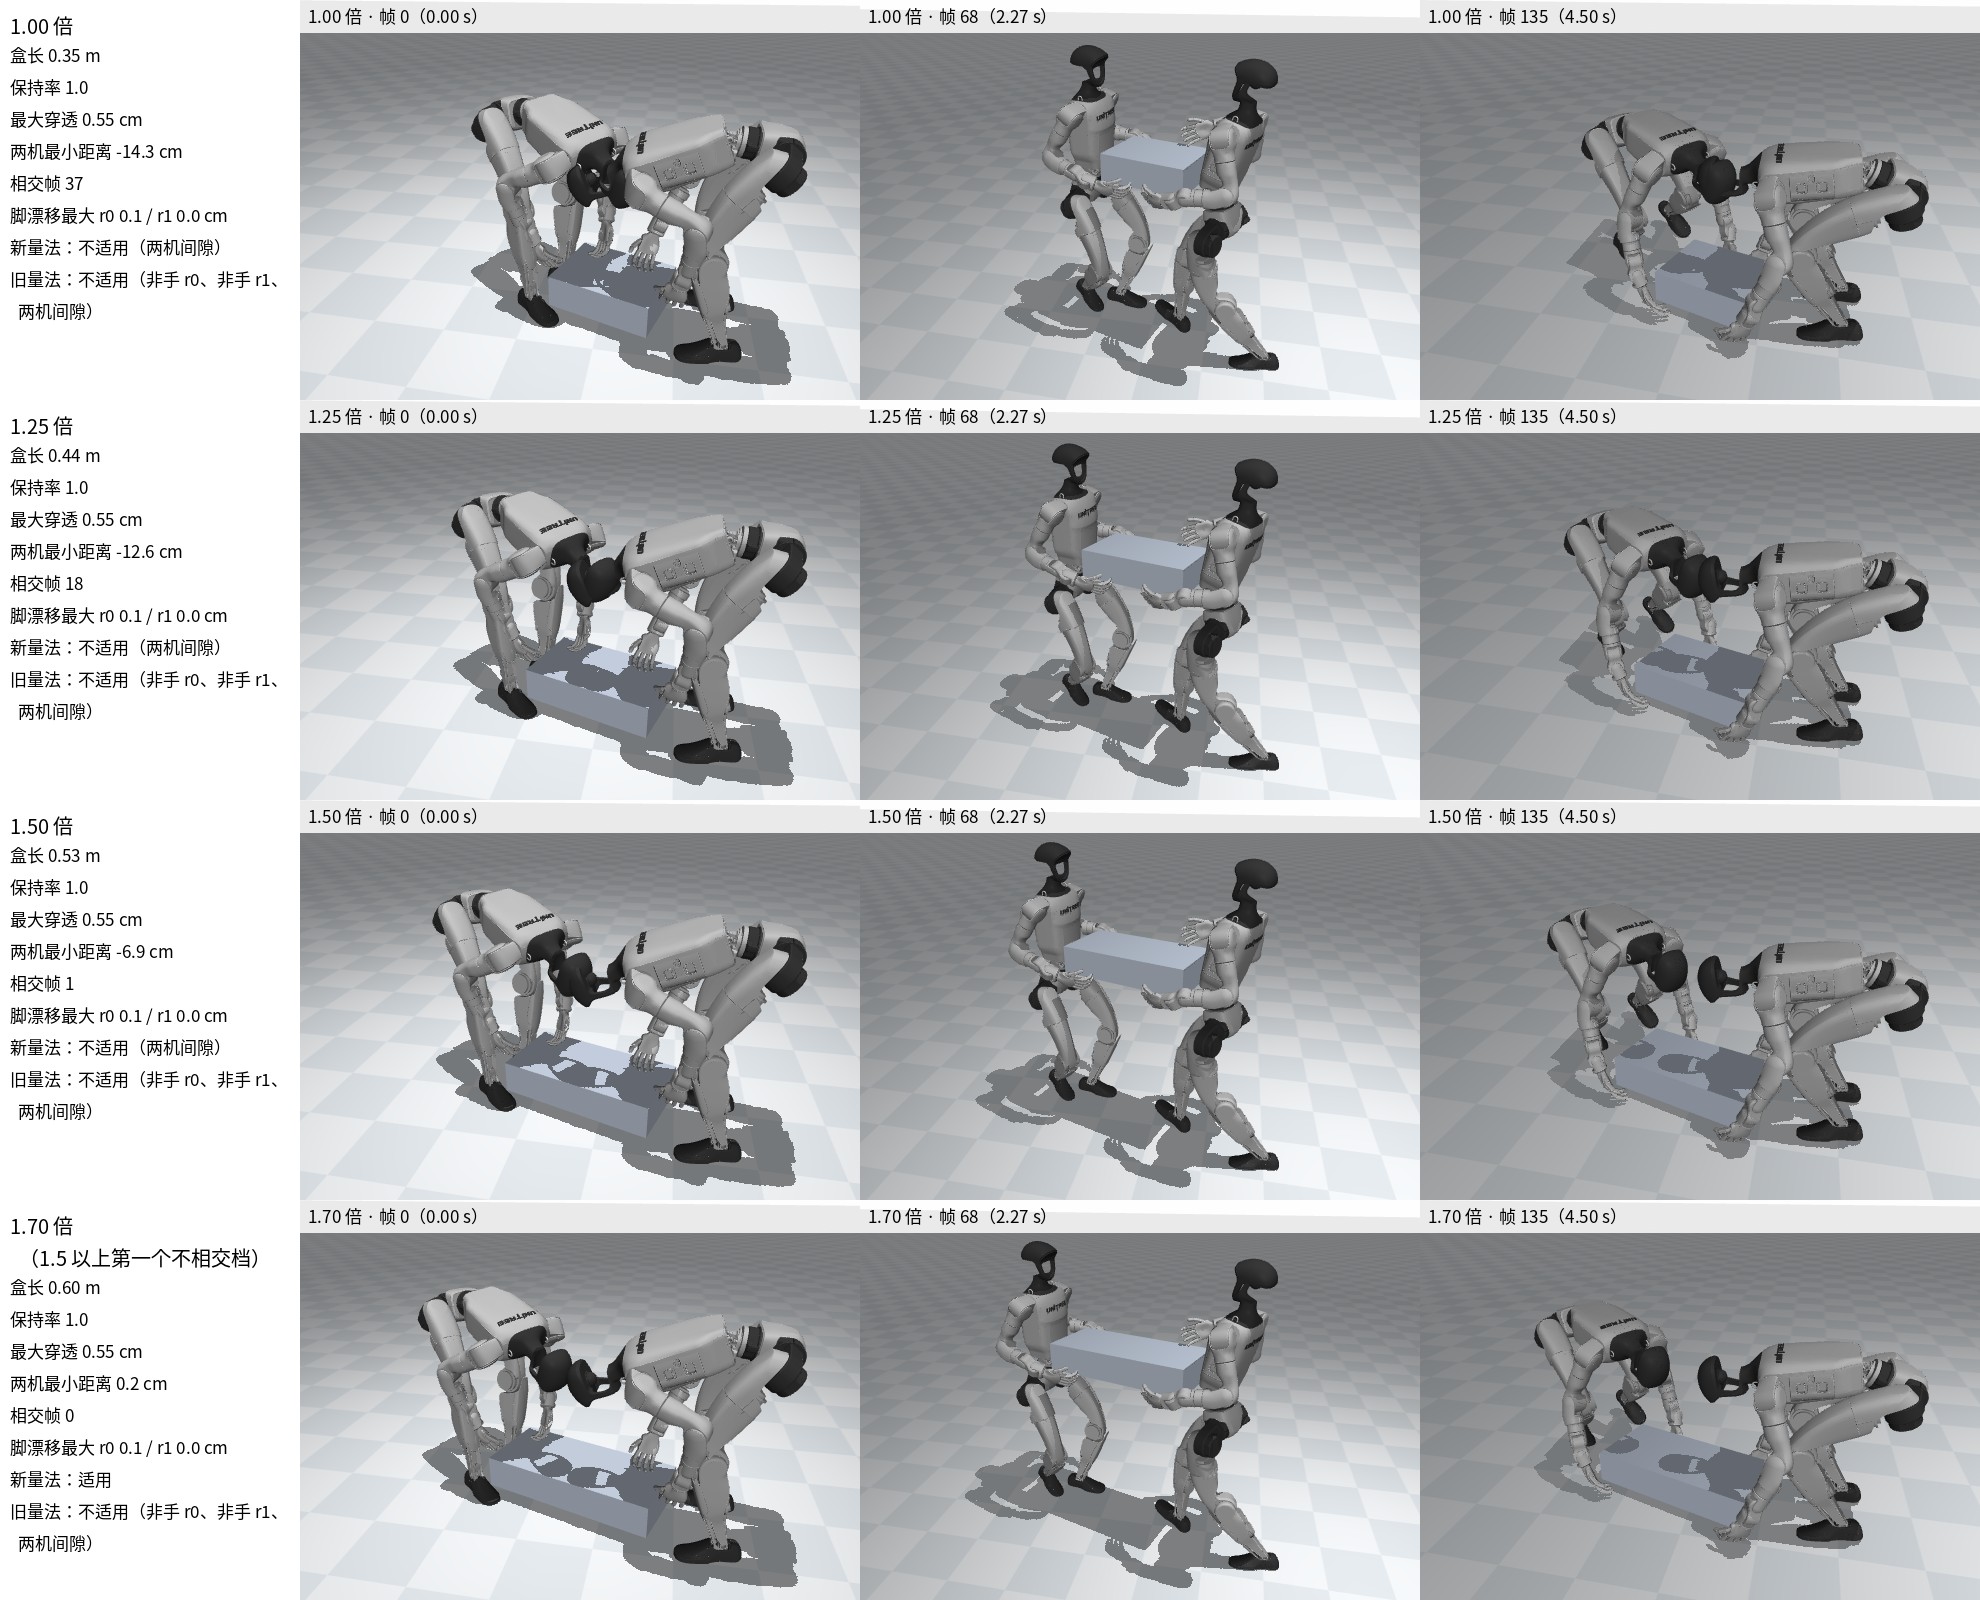 1.00 倍
盒长 0.35 m
保持率 1.0
最大穿透 0.55 cm
两机最小距离 -14.3 cm
相交帧 37
脚漂移最大 r0 0.1 / r1 0.0 cm
新量法：不适用（两机间隙）
旧量法：不适用（非手 r0、非手 r1、
两机间隙）
1.00 倍 · 帧 0（0.00 s）
1.00 倍 · 帧 68（2.27 s）
1.00 倍 · 帧 135（4.50 s）
1.25 倍
盒长 0.44 m
保持率 1.0
最大穿透 0.55 cm
两机最小距离 -12.6 cm
相交帧 18
脚漂移最大 r0 0.1 / r1 0.0 cm
新量法：不适用（两机间隙）
旧量法：不适用（非手 r0、非手 r1、
两机间隙）
1.25 倍 · 帧 0（0.00 s）
1.25 倍 · 帧 68（2.27 s）
1.25 倍 · 帧 135（4.50 s）
1.50 倍
盒长 0.53 m
保持率 1.0
最大穿透 0.55 cm
两机最小距离 -6.9 cm
相交帧 1
脚漂移最大 r0 0.1 / r1 0.0 cm
新量法：不适用（两机间隙）
旧量法：不适用（非手 r0、非手 r1、
两机间隙）
1.50 倍 · 帧 0（0.00 s）
1.50 倍 · 帧 68（2.27 s）
1.50 倍 · 帧 135（4.50 s）
1.70 倍
（1.5 以上第一个不相交档）
盒长 0.60 m
保持率 1.0
最大穿透 0.55 cm
两机最小距离 0.2 cm
相交帧 0
脚漂移最大 r0 0.1 / r1 0.0 cm
新量法：适用
旧量法：不适用（非手 r0、非手 r1、
两机间隙）
1.70 倍 · 帧 0（0.00 s）
1.70 倍 · 帧 68（2.27 s）
1.70 倍 · 帧 135（4.50 s）